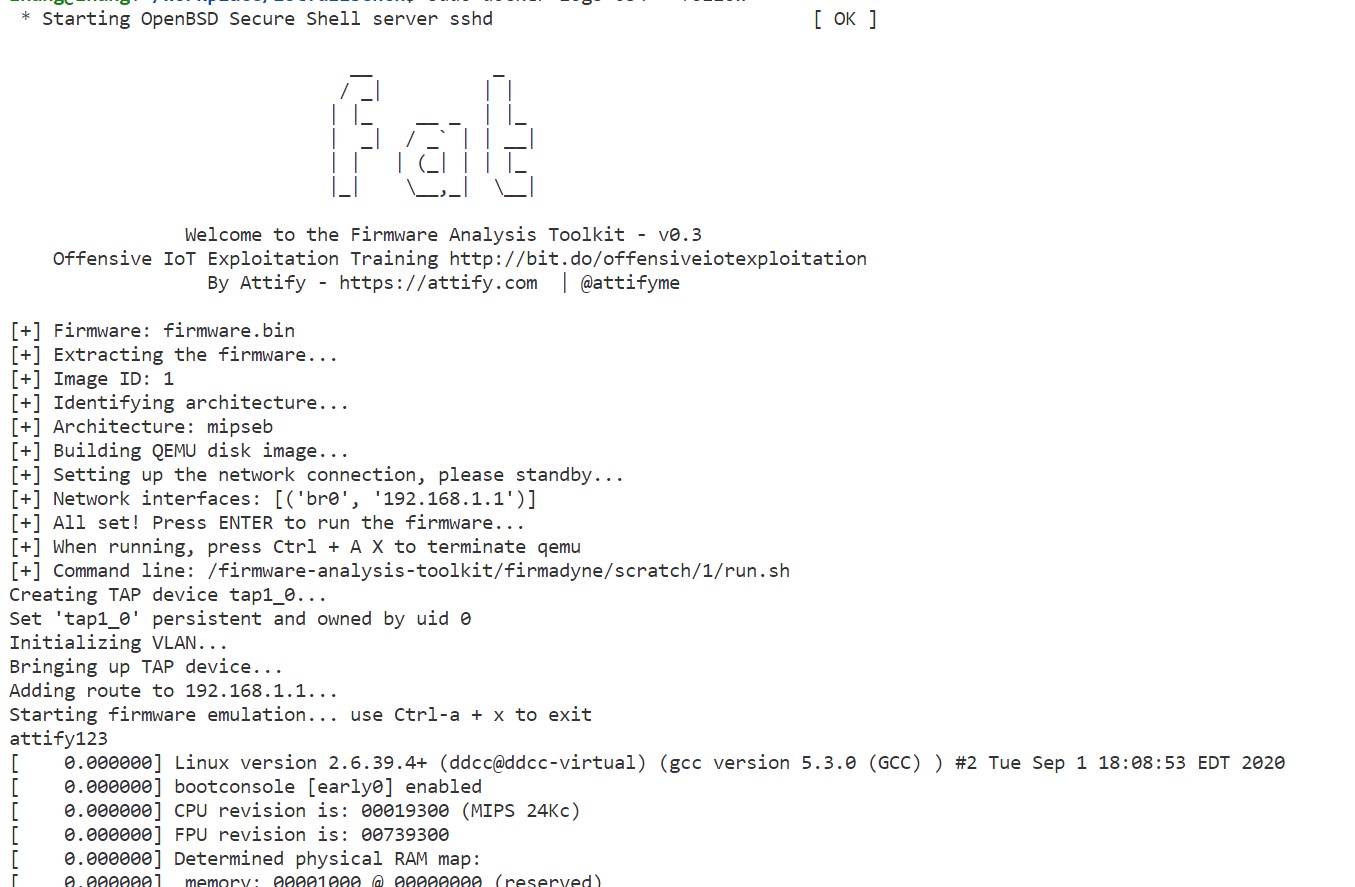 * Starting OpenBSD Secure Shell server sshd [ OK ]
fat
Welcome to the Firmware Analysis Toolkit - v0.3
Offensive IoT Exploitation Training http://bit.do/offensiveiotexploitation
By Attify - https://attify.com | @attifyme
[+] Firmware: firmware.bin
[+] Extracting the firmware...
[+] Image ID: 1
[+] Identifying architecture...
[+] Architecture: mipseb
[+] Building QEMU disk image...
[+] Setting up the network connection, please standby...
[+] Network interfaces: [('br0', '192.168.1.1')]
[+] All set! Press ENTER to run the firmware...
[+] When running, press Ctrl + A X to terminate qemu
[+] Command line: /firmware-analysis-toolkit/firmadyne/scratch/1/run.sh
Creating TAP device tap1_0...
Set 'tap1_0' persistent and owned by uid 0
Initializing VLAN...
Bringing up TAP device...
Adding route to 192.168.1.1...
Starting firmware emulation... use Ctrl-a + x to exit
attify123
[    0.000000] Linux version 2.6.39.4+ (ddcc@ddcc-virtual) (gcc version 5.3.0 (GCC) ) #2 Tue Sep 1 18:08:53 EDT 2020
[    0.000000] bootconsole [early0] enabled
[    0.000000] CPU revision is: 00019300 (MIPS 24Kc)
[    0.000000] FPU revision is: 00739300
[    0.000000] Determined physical RAM map:
[    0.000000]  memory: 00001000 @ 00000000 (reserved)